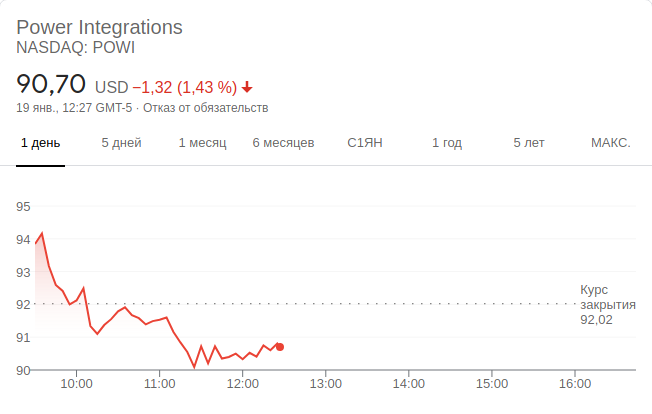 Power Integrations
NASDAQ: POWI
90,70 USD −1,32 (1,43 %)
19 янв., 12:27 GMT-5 · Отказ от обязательств
1 день 5 дней 1 месяц 6 месяцев С1ЯН 1 год 5 лет МАКС.
95
94
93
Курс
92 закрытия
92,02
91
90
10:00 11:00 12:00 13:00 14:00 15:00 16:00